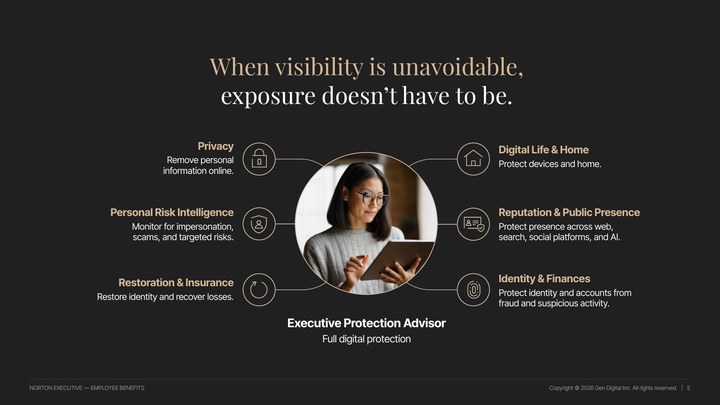 When visibility is unavoidable,
exposure doesn't have to be.
Privacy
Remove personal
information online.
Personal Risk Intelligence
Monitor for impersonation,
scams, and targeted risks.
Restoration & Insurance
Restore identity and recover losses.
Digital Life & Home
Protect devices and home.
Reputation & Public Presence
Protect presence across web,
search, social platforms, and AI.
Identity & Finances
Protect identity and accounts from
fraud and suspicious activity.
Executive Protection Advisor
Full digital protection
NORTON EXECUTIVE — EMPLOYEE BENEFITS
Copyright © 2026 Gen Digital Inc. All rights reserved. | 9